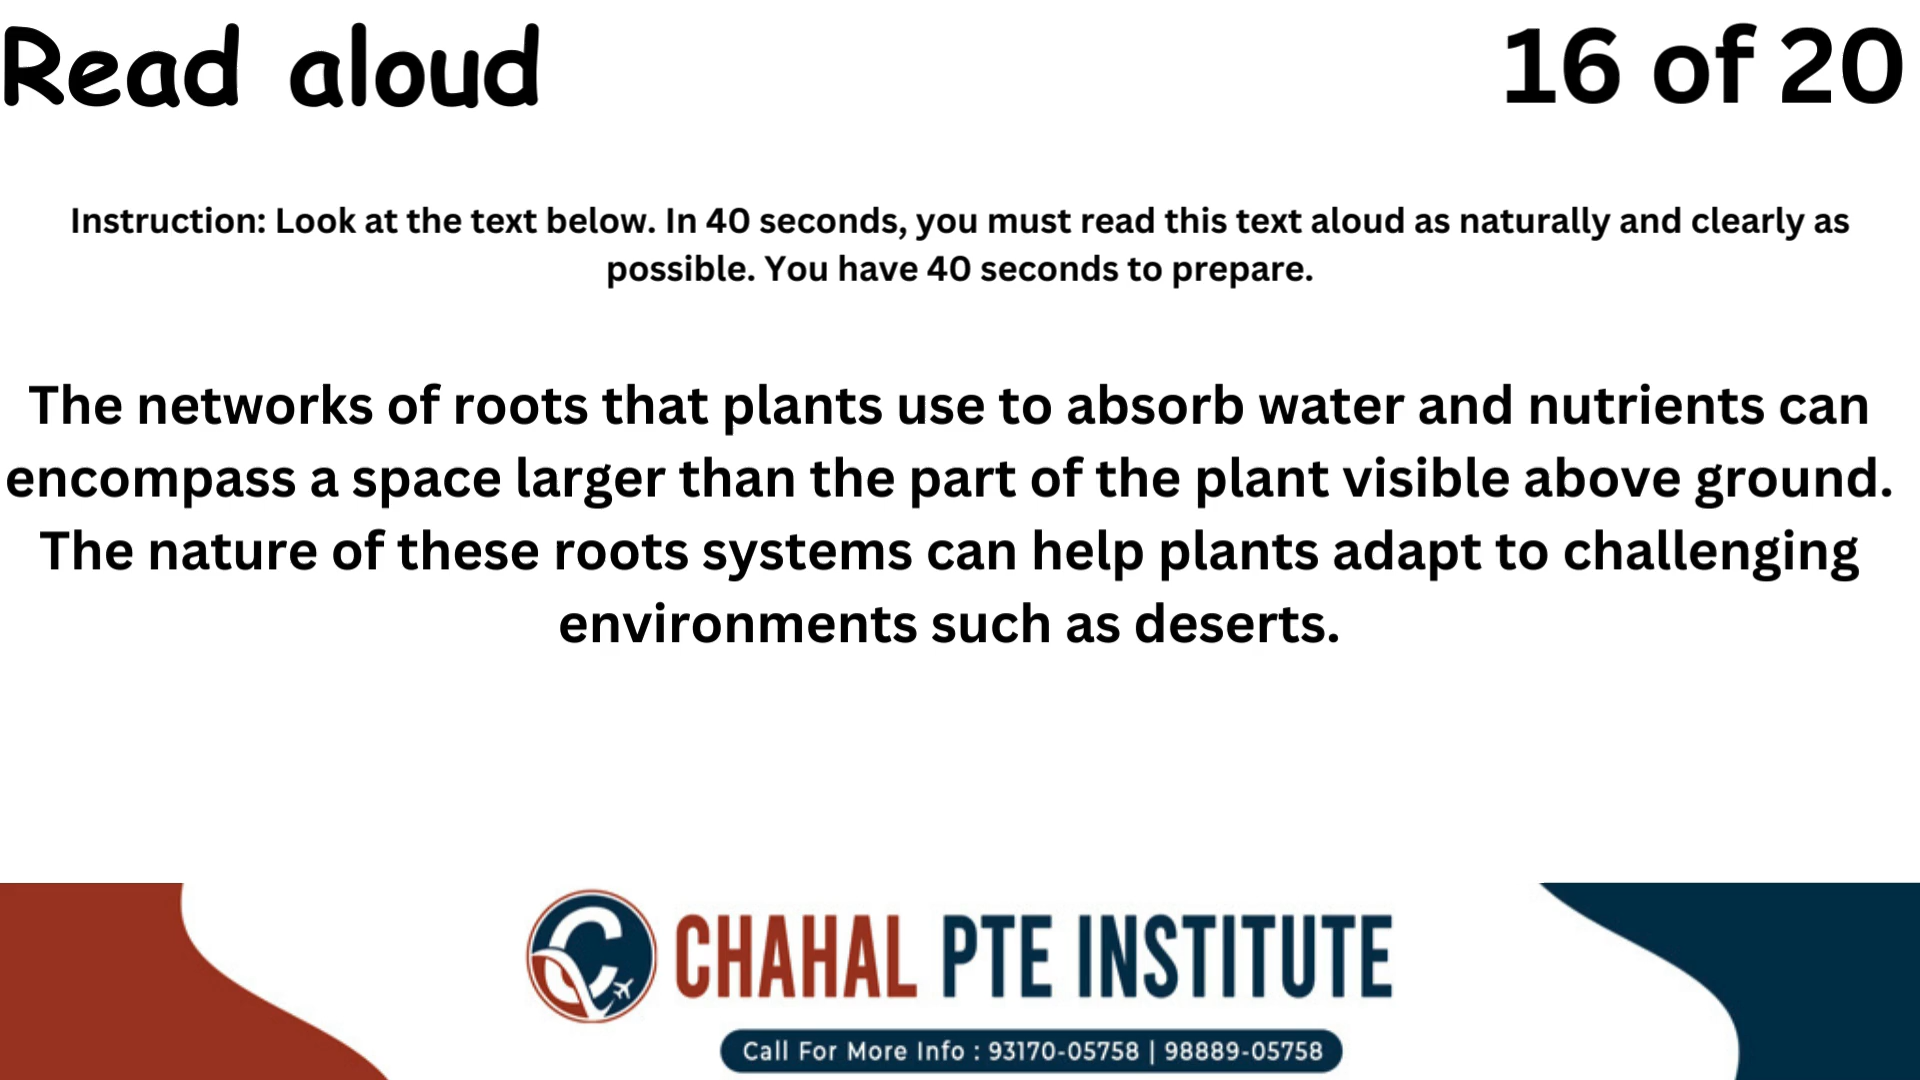 Read aloud
16 of 20
Instruction: Look at the text below. In 40 seconds, you must read this text aloud as naturally and clearly as
possible. You have 40 seconds to prepare.
The networks of roots that plants use to absorb water and nutrients can
encompass a space larger than the part of the plant visible above ground.
The nature of these roots systems can help plants adapt to challenging
environments such as deserts.
CHAHAL PTE INSTITUTE
Call For More Info : 93170-05758 | 98889-05758